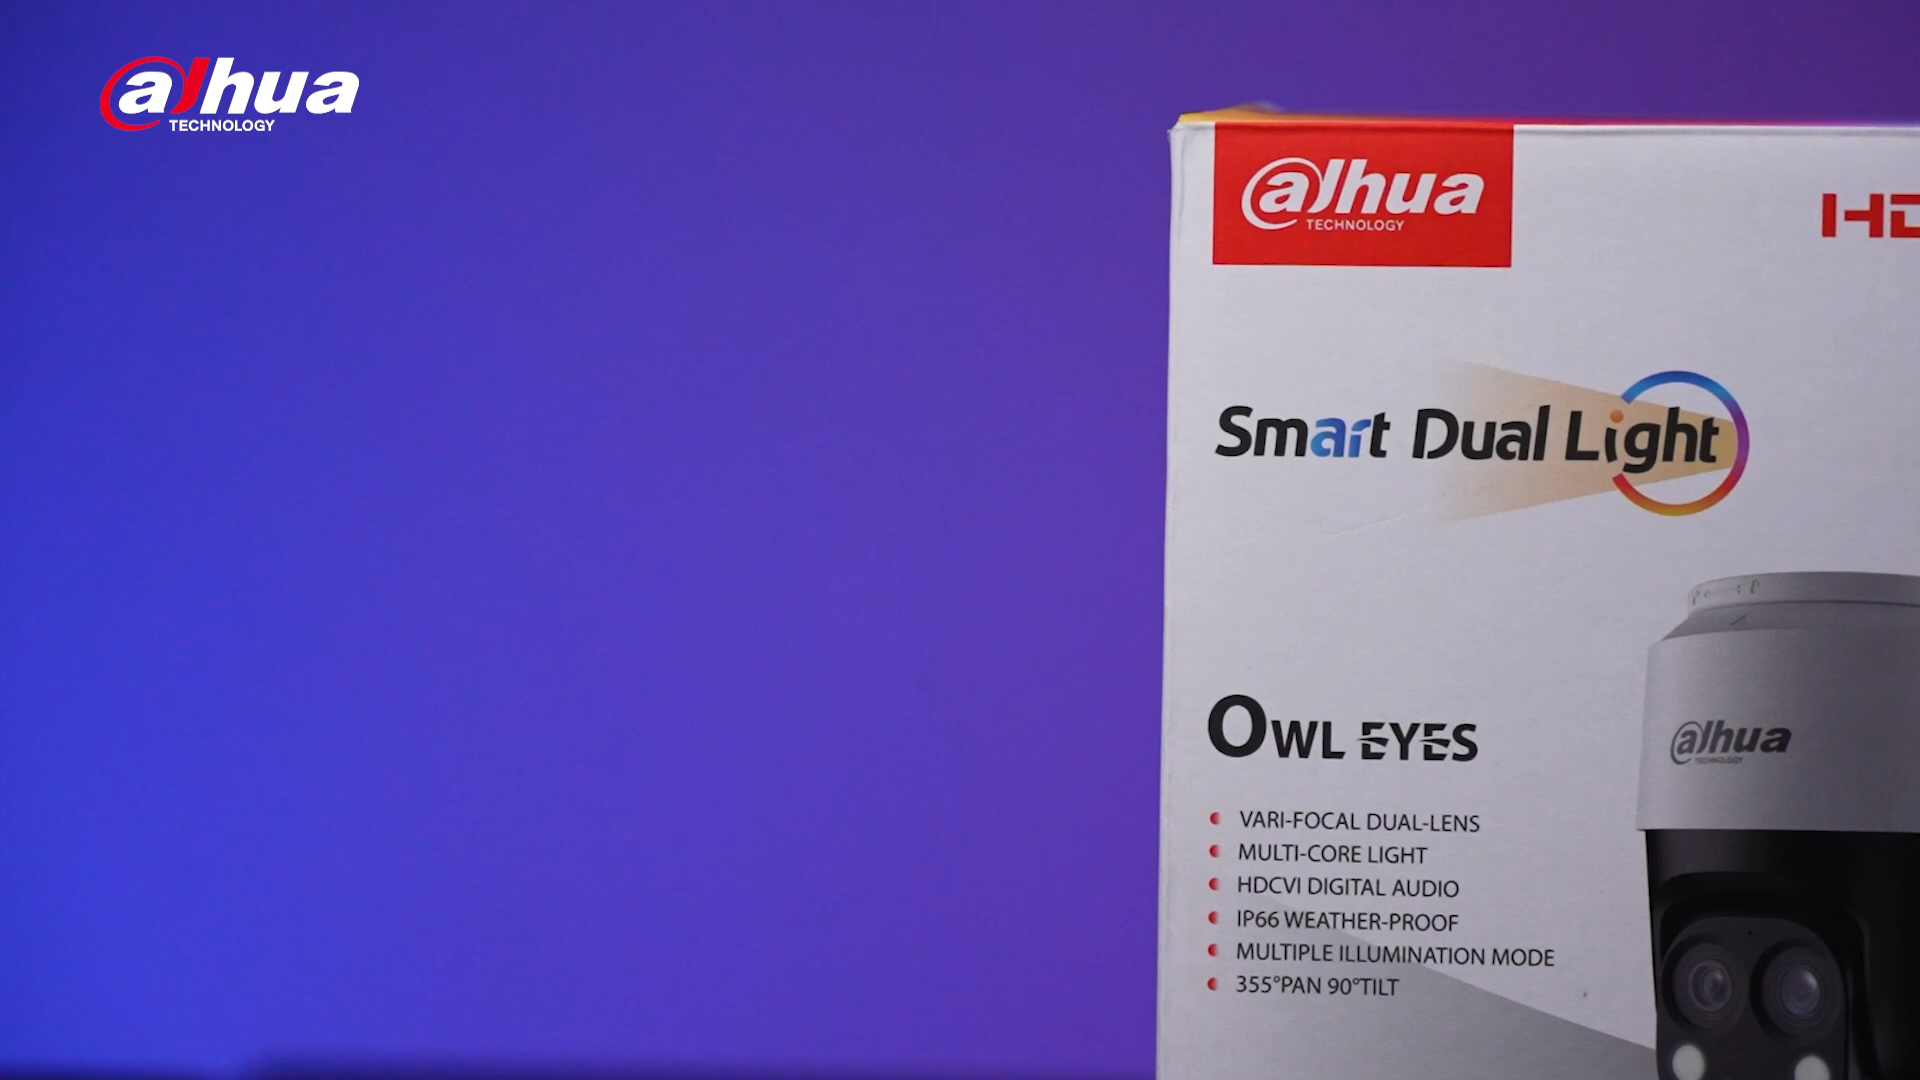 alhua
TECHNOLOGY
alhua
TECHNOLOGY
HD
Smart Dual Light
OWL EYES
alhua
TECHNOLOGY
VARI-FOCAL DUAL-LENS
MULTI-CORE LIGHT
HDCVI DIGITAL AUDIO
IP66 WEATHER-PROOF
MULTIPLE ILLUMINATION MODE
355°PAN 90°TILT